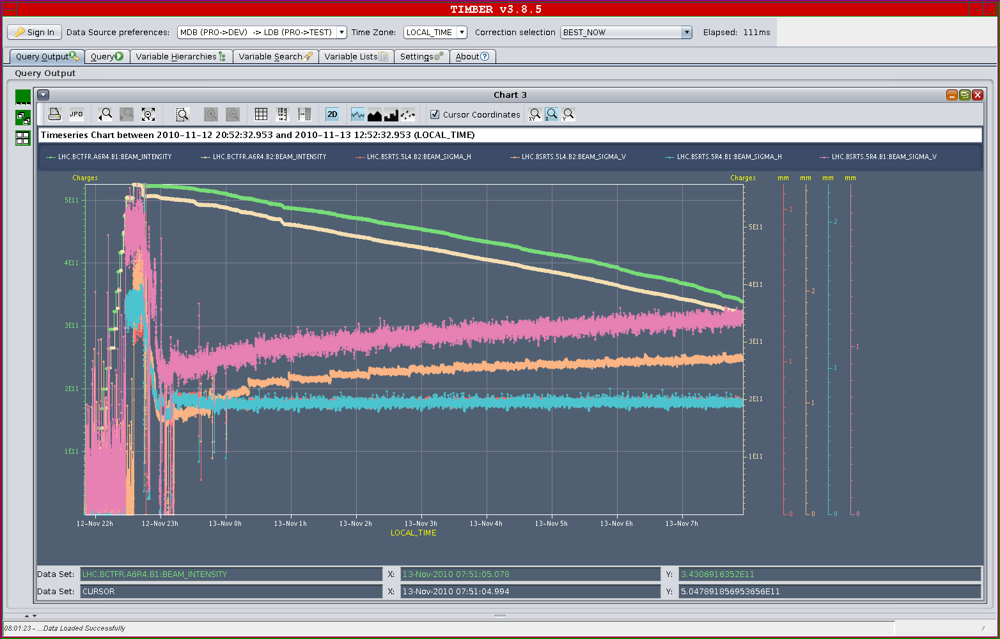 TIMBER v3.8.5
Sign In Data Source preferences: MDB (PRO->DEV) -> LDB (PRO->TEST) Time Zone: LOCAL_TIME Correction selection BEST_NOW Elapsed: 111ms
Query Output Query Variable Hierarchies Variable Search Variable Lists Settings About
Query Output
Chart 3
JPG 2D Cursor Coordinates XY X Y
Timeseries Chart between 2010-11-12 20:52:32.953 and 2010-11-13 12:52:32.953 (LOCAL_TIME)
LHC.BCTFR.A6R4.B1:BEAM_INTENSITY LHC.BCTFR.A6R4.B2:BEAM_INTENSITY LHC.BSRTS.5L4.B2:BEAM_SIGMA_H LHC.BSRTS.5L4.B2:BEAM_SIGMA_V LHC.BSRTS.5R4.B1:BEAM_SIGMA_H LHC.BSRTS.5R4.B1:BEAM_SIGMA_V
Charges Charges mm mm mm mm
5E11
2
2
5E11
4E11
4E11
2
3E11
3E11
1
1
1
2E11
2E11
1
1E11
1E11
0 0 0 0
12-Nov 22h 12-Nov 23h 13-Nov 0h 13-Nov 1h 13-Nov 2h 13-Nov 3h 13-Nov 4h 13-Nov 5h 13-Nov 6h 13-Nov 7h
LOCAL_TIME
Data Set: LHC.BCTFR.A6R4.B1:BEAM_INTENSITY X: 13-Nov-2010 07:51:05.078 Y: 3.4306916352E11
Data Set: CURSOR X: 13-Nov-2010 07:51:04.994 Y: 5.047891856953656E11
08:01:23 - ...Data Loaded Successfully